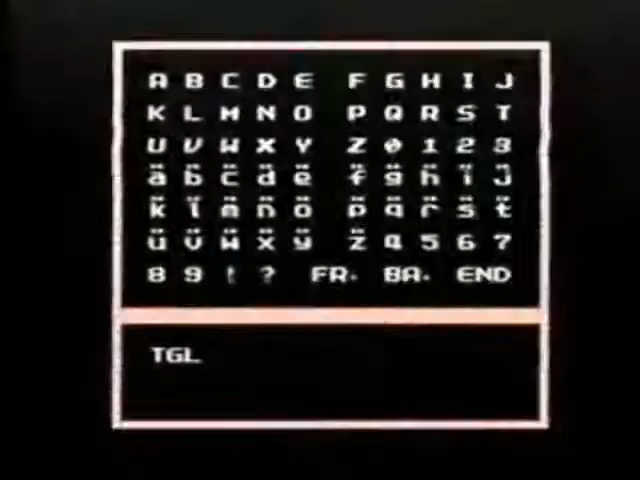 A B C D E F G H I J
K L M N O P Q R S T
U V W X Y Z 0 1 2 3
ä b̈ c̈ d̈ ë f̈ g̈ ḧ ï j̈
k̈ l̈ m̈ n̈ ö p̈ q̈ r̈ s̈ ẗ
ü v̈ ẅ ẍ ÿ z̈ 4 5 6 7
8 9 ! ? FR. BA. END
TGL